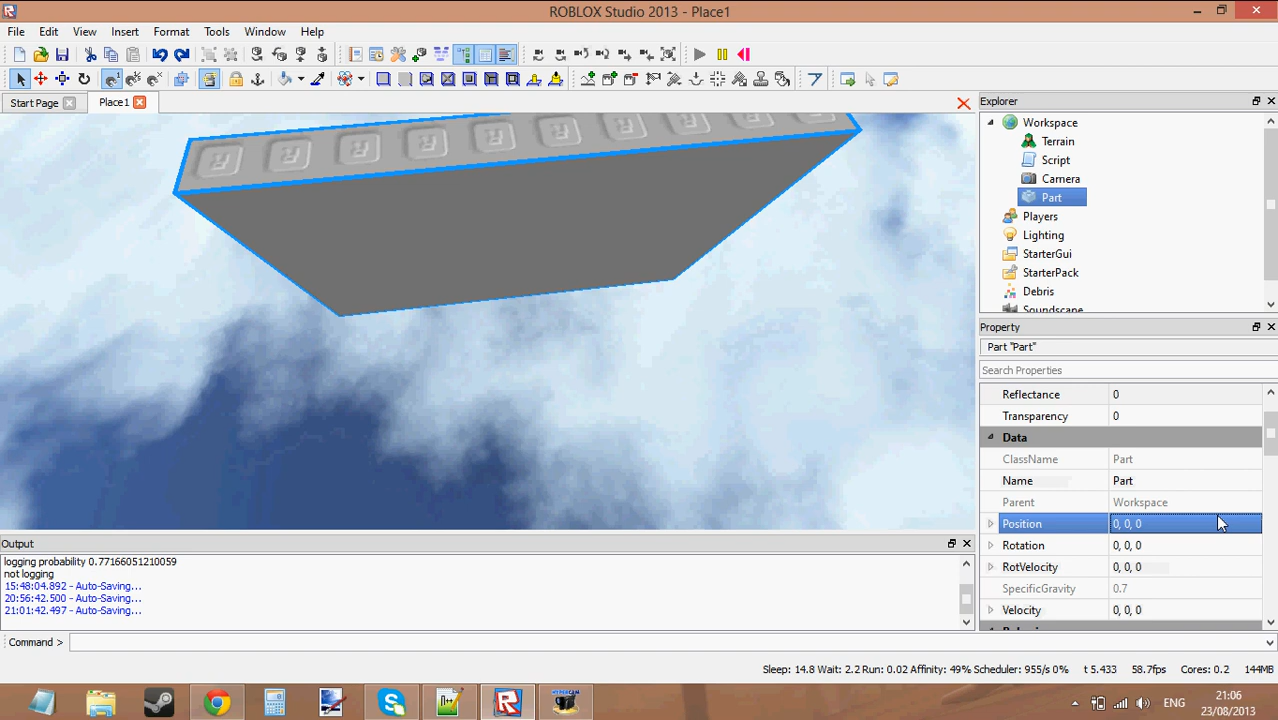 ROBLOX Studio 2013 - Place1
File Edit View Insert Format Tools Window Help
Start Page Place1
Explorer
Workspace
Terrain
Script
Camera
Part
Players
Lighting
StarterGui
StarterPack
Debris
Soundscape
Property
Part "Part"
Search Properties
Reflectance 0
Transparency 0
Data
ClassName Part
Name Part
Parent Workspace
Position 0, 0, 0
Rotation 0, 0, 0
RotVelocity 0, 0, 0
SpecificGravity 0.7
Velocity 0, 0, 0
Output
logging probability 0.77166051210059
not logging
15:48:04.892 - Auto-Saving...
20:56:42.500 - Auto-Saving...
21:01:42.497 - Auto-Saving...
Command >
Sleep: 14.8 Wait: 2.2 Run: 0.02 Affinity: 49% Scheduler: 955/s 0% t 5.433 58.7fps Cores: 0.2 144MB
ENG
21:06
23/08/2013